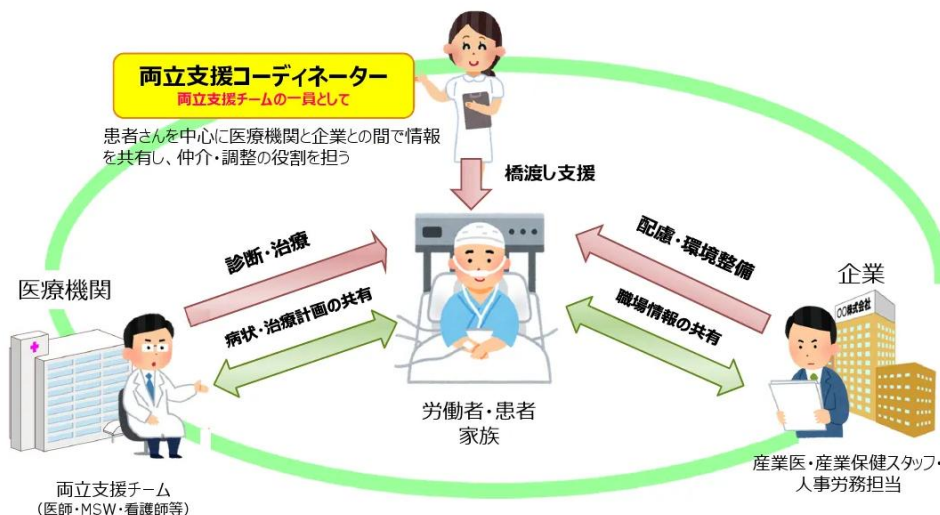 両立支援コーディネーター
両立支援チームの一員として
患者さんを中心に医療機関と企業との間で情報
を共有し、仲介・調整の役割を担う
橋渡し支援
診断・治療
配慮・環境整備
医療機関
企業
病状・治療計画の共有
職場情報の共有
〇〇株式会社
労働者・患者
家族
両立支援チーム
（医師・MSW・看護師等）
産業医・産業保健スタッフ・
人事労務担当